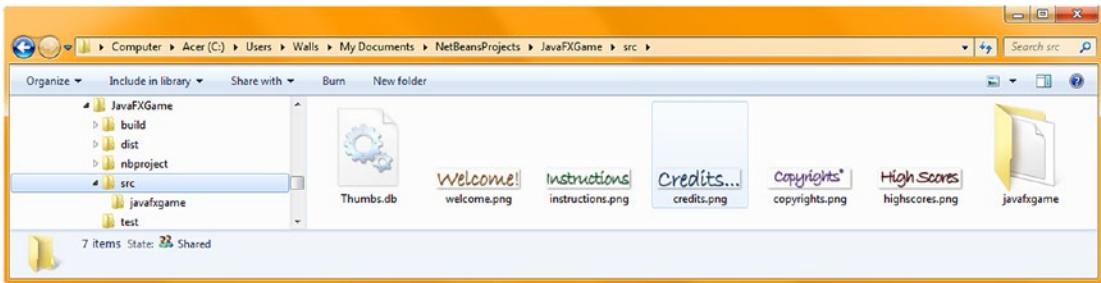 Computer ▸ Acer (C:) ▸ Users ▸ Walls ▸ My Documents ▸ NetBeansProjects ▸ JavaFXGame ▸ src ▸
Search src
Organize ▾ Include in library ▾ Share with ▾ Burn New folder
JavaFXGame
build
dist
nbproject
src
javafxgame
test
Welcome! Instructions Credits... Copyrights* High Scores
Thumbs.db welcome.png instructions.png credits.png copyrights.png highscores.png javafxgame
7 items State: Shared